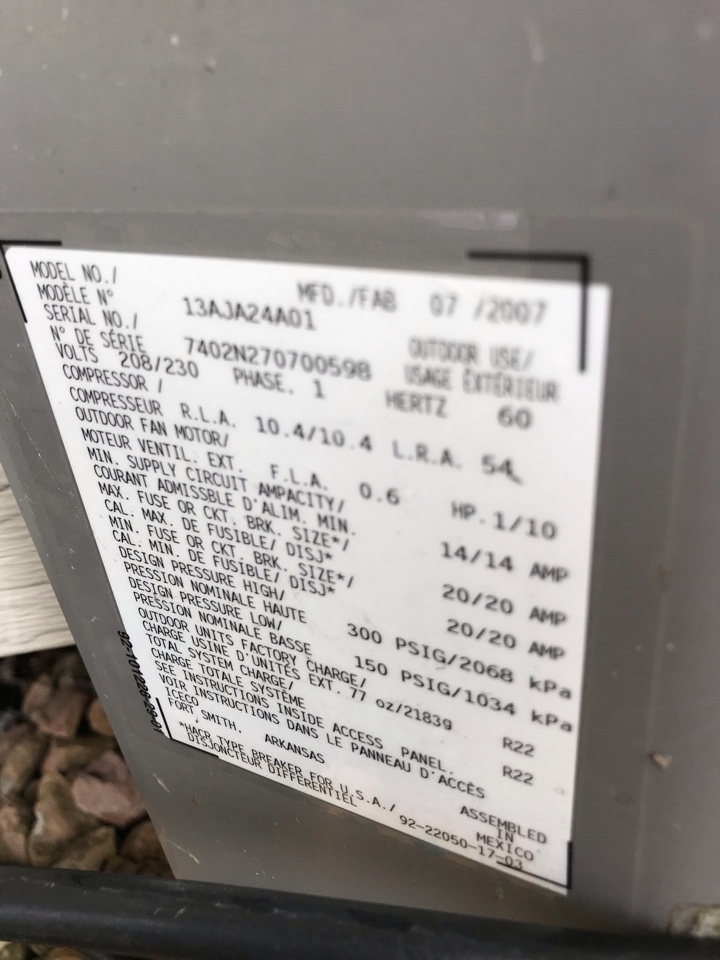 MODEL NO./ MFD./FAB 07 /2007
MODÈLE N° 13AJA24A01
SERIAL NO./ OUTDOOR USE/
N° DE SÉRIE 7402N270700598 USAGE EXTÉRIEUR
VOLTS 208/230 PHASE. 1 HERTZ 60
COMPRESSOR /
COMPRESSEUR R.L.A. 10.4/10.4 L.R.A. 54
OUTDOOR FAN MOTOR/
MOTEUR VENTIL. EXT. F.L.A. 0.6 HP. 1/10
MIN. SUPPLY CIRCUIT AMPACITY/
COURANT ADMISSBLE D'ALIM. MIN. 14/14 AMP
MAX. FUSE OR CKT. BRK. SIZE*/
CAL. MAX. DE FUSIBLE/ DISJ* 20/20 AMP
MIN. FUSE OR CKT. BRK. SIZE*/
CAL. MIN. DE FUSIBLE/ DISJ* 20/20 AMP
DESIGN PRESSURE HIGH/
PRESSION NOMINALE HAUTE 300 PSIG/2068 kPa
DESIGN PRESSURE LOW/
PRESSION NOMINALE BASSE 150 PSIG/1034 kPa
OUTDOOR UNITS FACTORY CHARGE/
CHARGE USINE D'UNITÉS EXT. 77 oz/2183g R22
TOTAL SYSTEM CHARGE/
CHARGE TOTALE SYSTÈME R22
SEE INSTRUCTIONS INSIDE ACCESS PANEL.
VOIR INSTRUCTIONS DANS LE PANNEAU D'ACCÈS
ICECO
FORT, SMITH. ARKANSAS
ASSEMBLED
IN
MEXICO
*HACR TYPE BREAKER FOR U.S.A./
DISJONCTEUR DIFFERENTIEL 92-22050-17-03